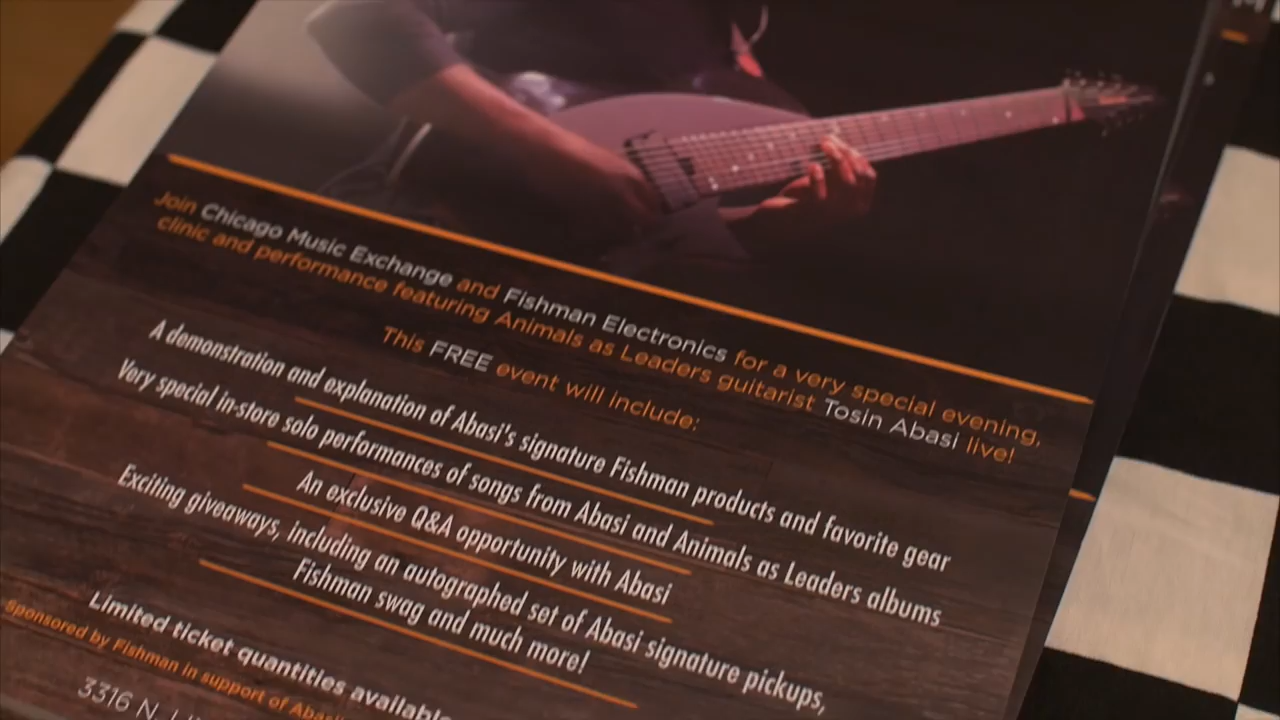 Join Chicago Music Exchange and Fishman Electronics for a very special evening,
clinic and performance featuring Animals as Leaders guitarist Tosin Abasi live!
This FREE event will include:
A demonstration and explanation of Abasi's signature Fishman products and favorite gear
Very special in-store solo performances of songs from Abasi and Animals as Leaders albums
An exclusive Q&A opportunity with Abasi
Exciting giveaways, including an autographed set of Abasi signature pickups,
Fishman swag and much more!
Limited ticket quantities available
sponsored by Fishman in support of
3316 N.